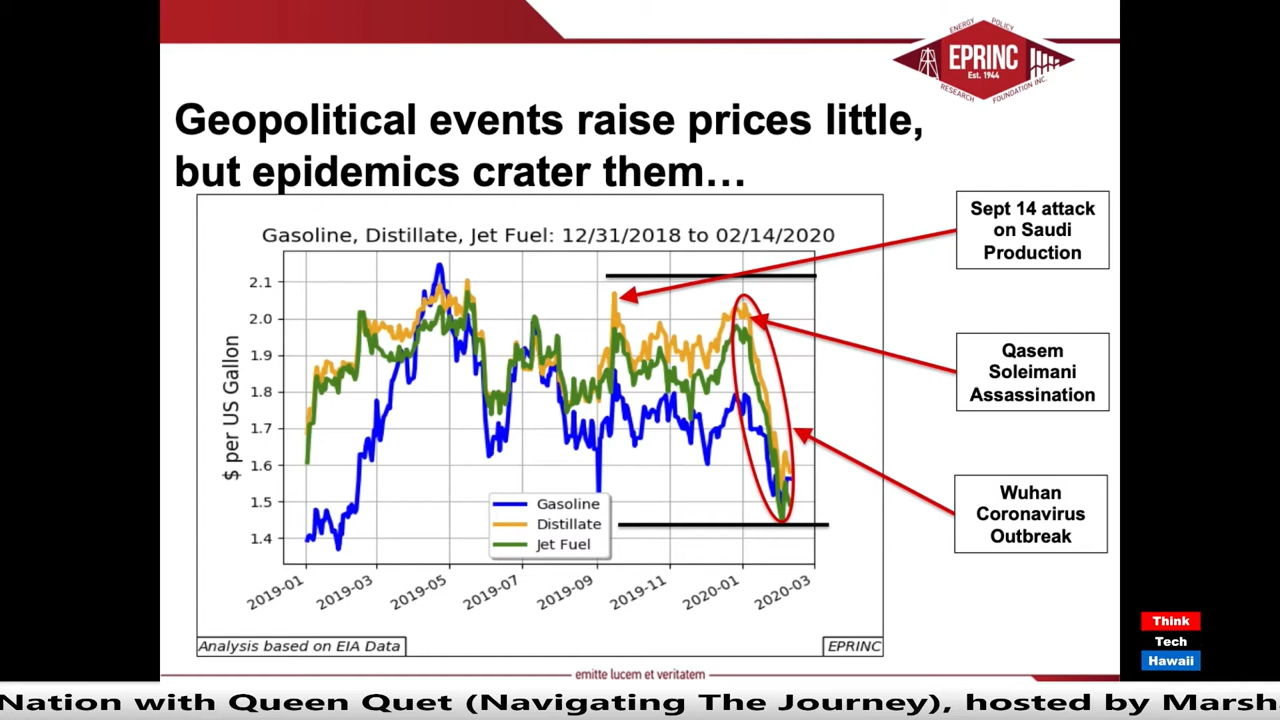 ENERGY POLICY
EPRINC
Est. 1944
RESEARCH FOUNDATION INC.
Geopolitical events raise prices little,
but epidemics crater them…
Gasoline, Distillate, Jet Fuel: 12/31/2018 to 02/14/2020
Sept 14 attack
on Saudi
Production
Qasem
Soleimani
Assassination
Wuhan
Coronavirus
Outbreak
$ per US Gallon
2.1
2.0
1.9
1.8
1.7
1.6
1.5
1.4
Gasoline
Distillate
Jet Fuel
2019-01
2019-03
2019-05
2019-07
2019-09
2019-11
2020-01
2020-03
Analysis based on EIA Data
EPRINC
emitte lucem et veritatem
Think
Tech
Hawaii
Nation with Queen Quet (Navigating The Journey), hosted by Marsh